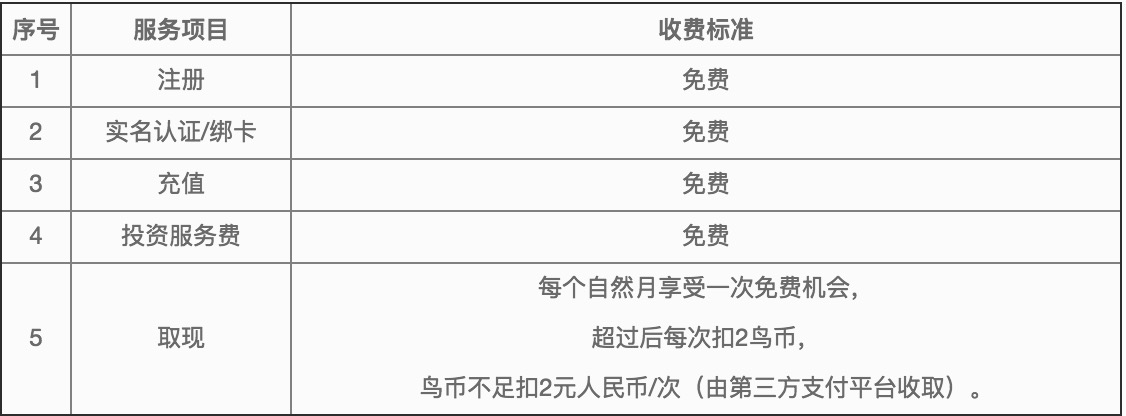 序号 服务项目 收费标准
1 注册 免费
2 实名认证/绑卡 免费
3 充值 免费
4 投资服务费 免费
5 取现 每个自然月享受一次免费机会，
超过后每次扣2鸟币，
鸟币不足扣2元人民币/次（由第三方支付平台收取）。